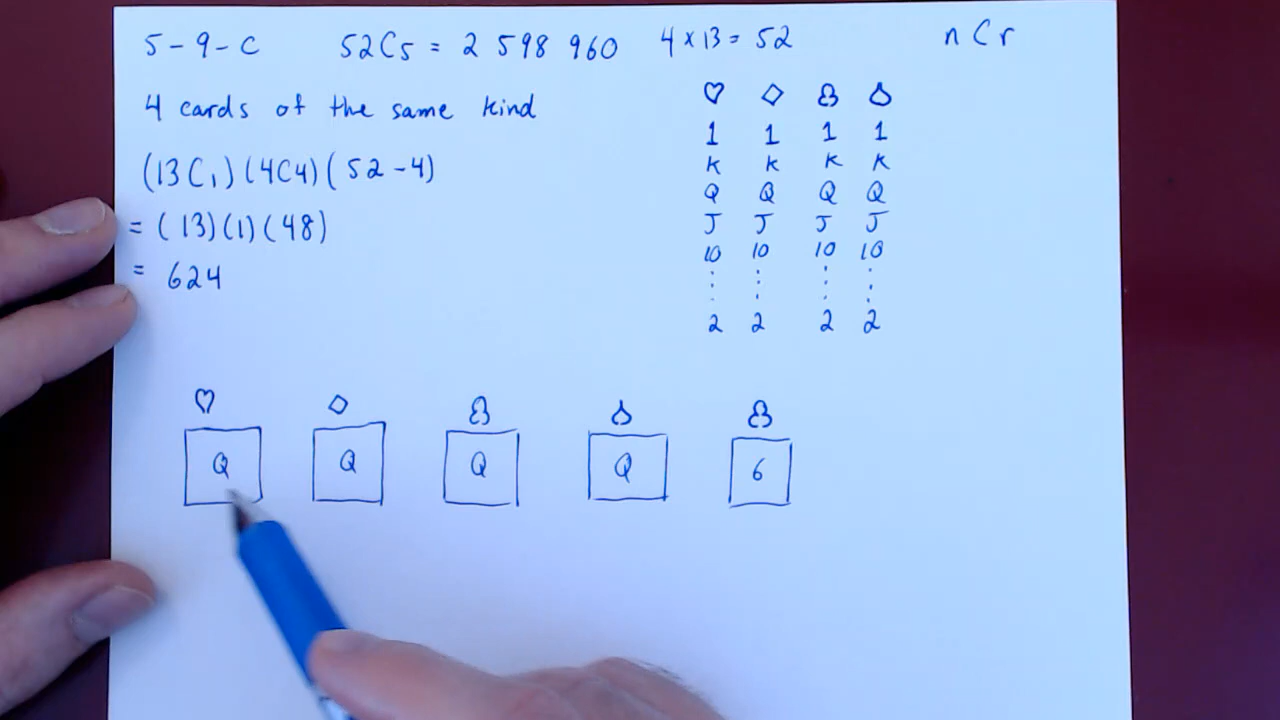 5-9-C 52C5 = 2 598 960 4 x 13 = 52 n C r
4 cards of the same kind
(13C1)(4C4)(52-4)
= (13)(1)(48)
= 624
♡ ◇ ♧ ♤
1 1 1 1
K K K K
Q Q Q Q
J J J J
10 10 10 10
⋮ ⋮ ⋮ ⋮
2 2 2 2
♡ ◇ ♧ ♤ ♧
Q Q Q Q 6